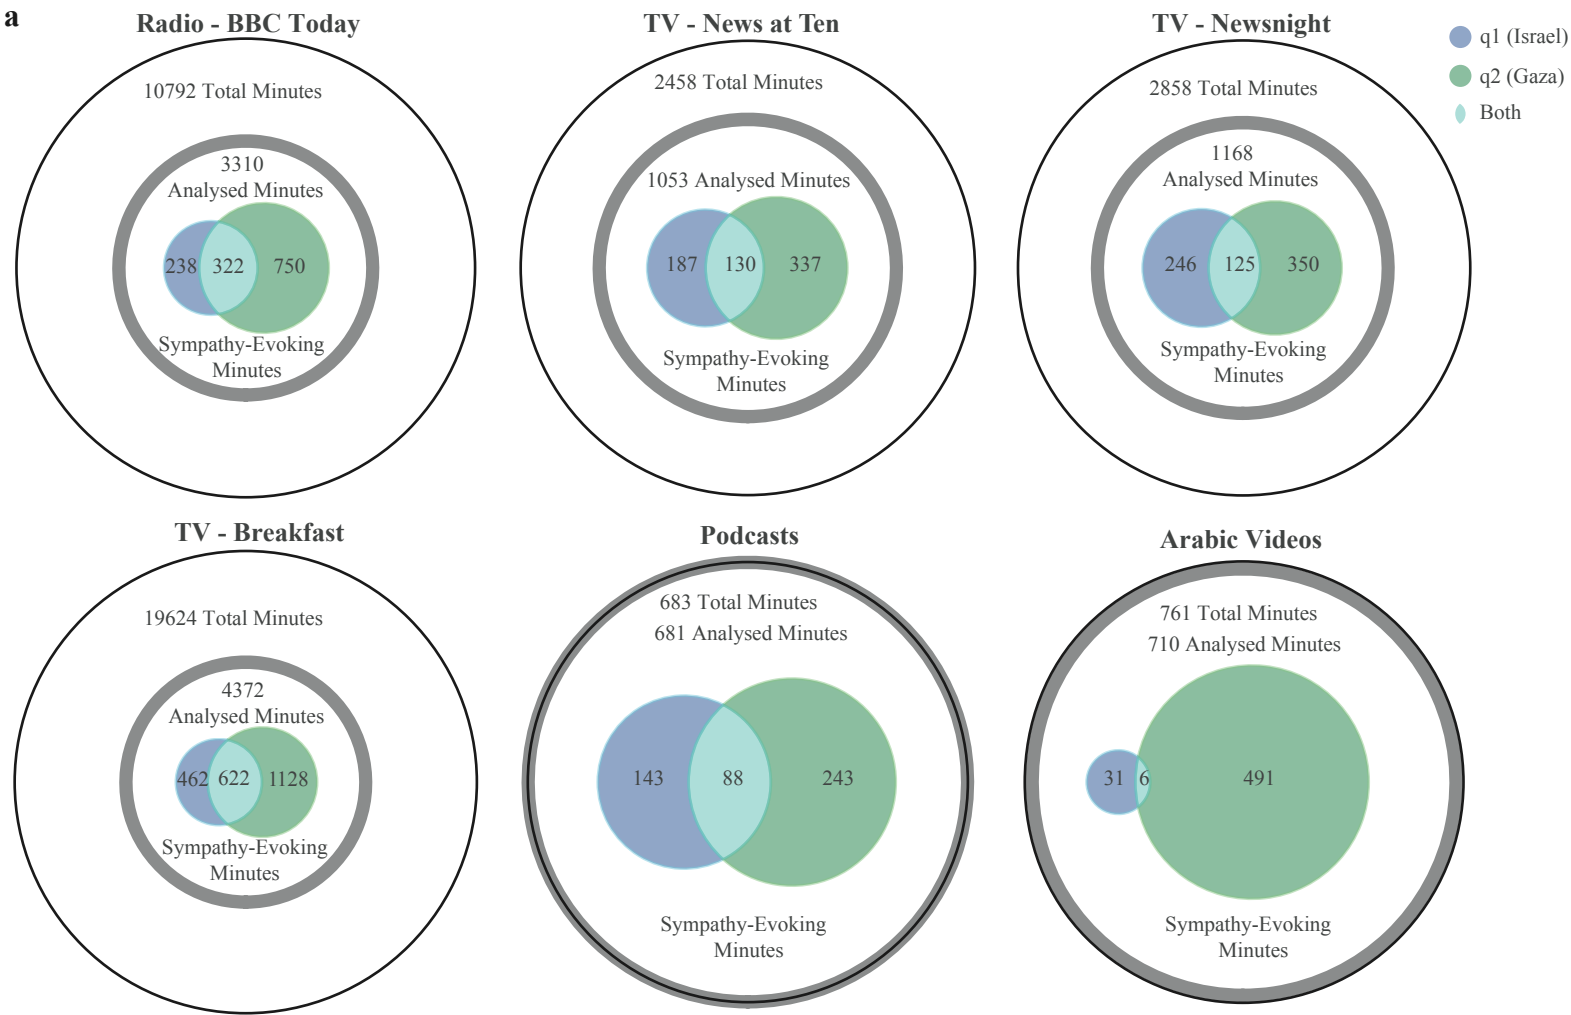 a
Radio - BBC Today
10792 Total Minutes
3310
Analysed Minutes
238 322 750
Sympathy-Evoking
Minutes
TV - News at Ten
2458 Total Minutes
1053 Analysed Minutes
187 130 337
Sympathy-Evoking
Minutes
TV - Newsnight
2858 Total Minutes
1168
Analysed Minutes
246 125 350
Sympathy-Evoking
Minutes
q1 (Israel)
q2 (Gaza)
Both
TV - Breakfast
19624 Total Minutes
4372
Analysed Minutes
462 622 1128
Sympathy-Evoking
Minutes
Podcasts
683 Total Minutes
681 Analysed Minutes
143 88 243
Sympathy-Evoking
Minutes
Arabic Videos
761 Total Minutes
710 Analysed Minutes
31 6 491
Sympathy-Evoking
Minutes